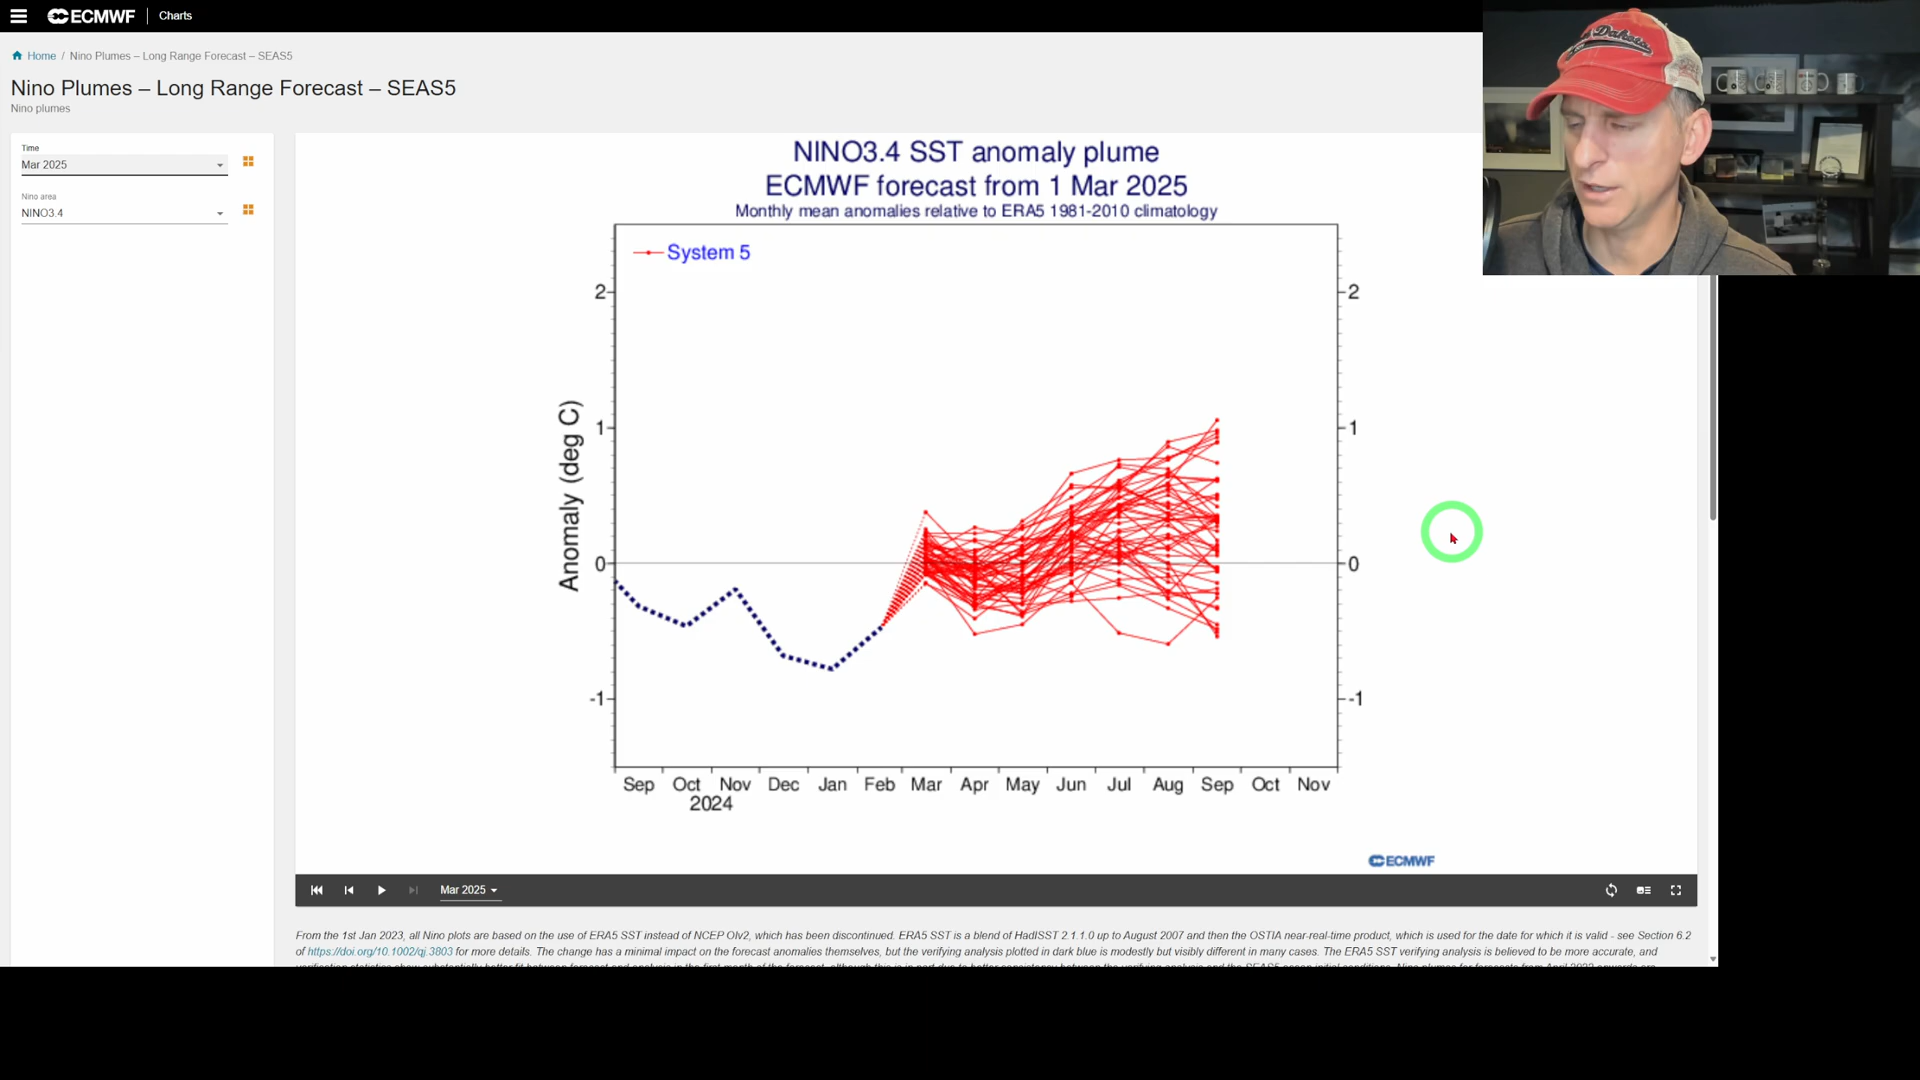 ECMWF Charts
Home / Nino Plumes – Long Range Forecast – SEAS5
Nino Plumes – Long Range Forecast – SEAS5
Nino plumes
Time
Mar 2025
Nino area
NINO3.4
NINO3.4 SST anomaly plume
ECMWF forecast from 1 Mar 2025
Monthly mean anomalies relative to ERA5 1981-2010 climatology
System 5
2 2
1 1
0 0
-1 -1
Anomaly (deg C)
Sep Oct Nov Dec Jan Feb Mar Apr May Jun Jul Aug Sep Oct Nov
2024
ECMWF
Mar 2025
From the 1st Jan 2023, all Nino plots are based on the use of ERA5 SST instead of NCEP OIv2, which has been discontinued. ERA5 SST is a blend of HadISST 2.1.1.0 up to August 2007 and then the OSTIA near-real-time product, which is used for the date for which it is valid - see Section 6.2
of https://doi.org/10.1002/qj.3803 for more details. The change has a minimal impact on the forecast anomalies themselves, but the verifying analysis plotted in dark blue is modestly but visibly different in many cases. The ERA5 SST verifying analysis is believed to be more accurate, and